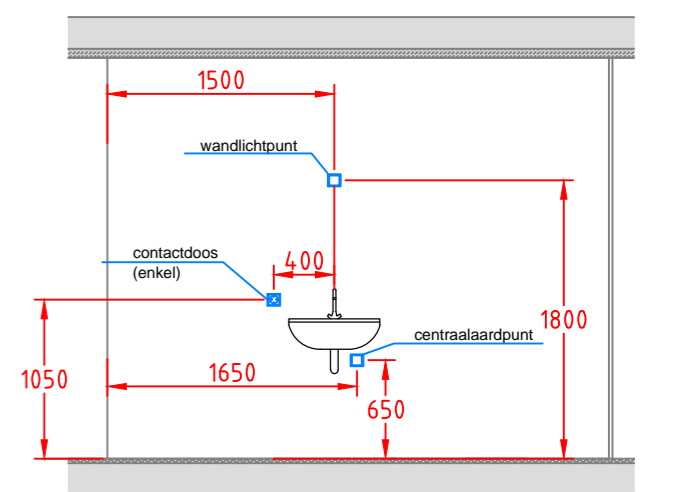 1500
wandlichtpunt
contactdoos
(enkel)
400
1800
centraalaardpunt
1650
1050
650